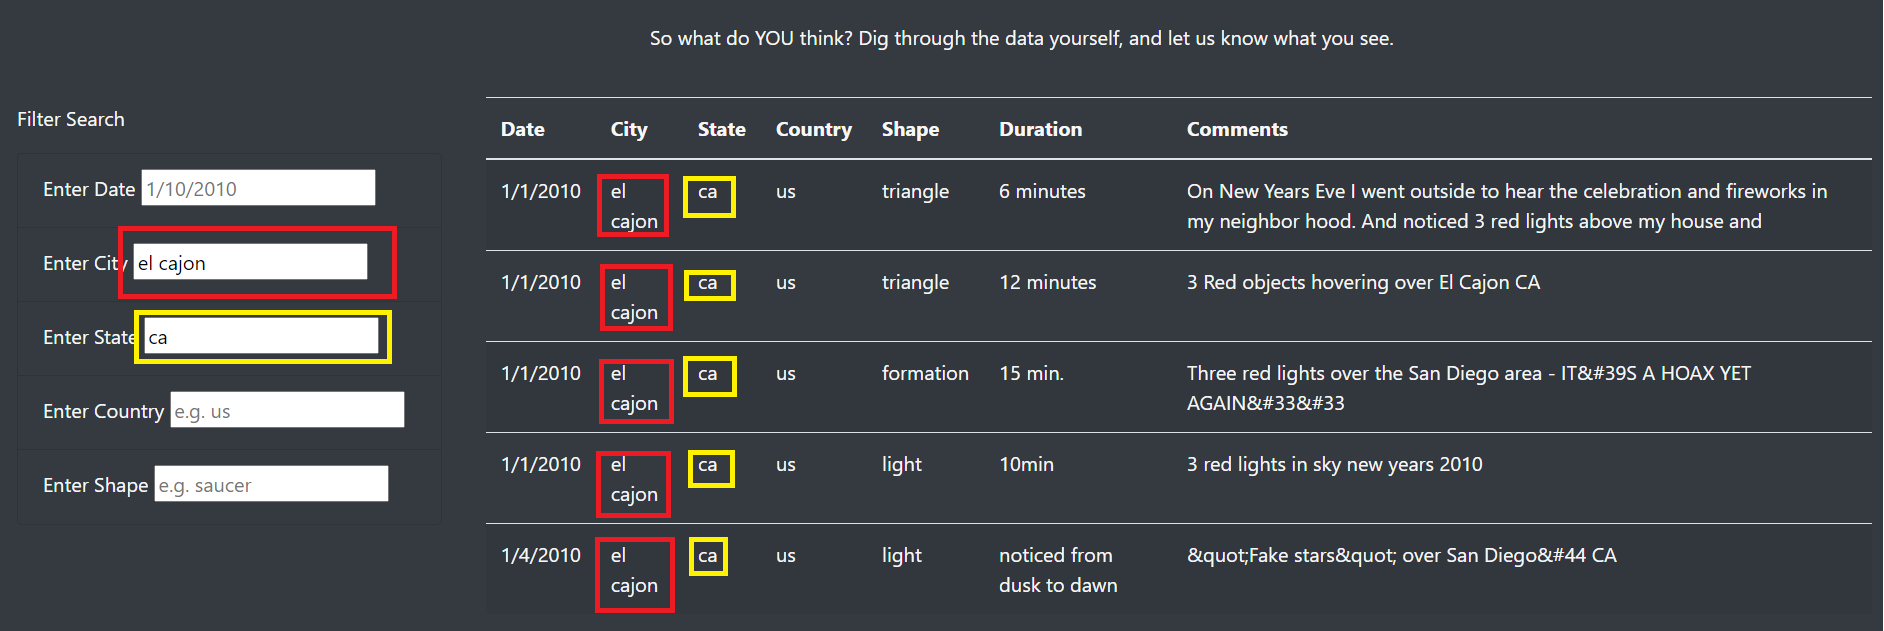 So what do YOU think? Dig through the data yourself, and let us know what you see.
Filter Search
Enter Date 1/10/2010
Enter City el cajon
Enter State ca
Enter Country e.g. us
Enter Shape e.g. saucer
Date City State Country Shape Duration Comments
1/1/2010 el ca us triangle 6 minutes On New Years Eve I went outside to hear the celebration and fireworks in
cajon my neighbor hood. And noticed 3 red lights above my house and
1/1/2010 el ca us triangle 12 minutes 3 Red objects hovering over El Cajon CA
cajon
1/1/2010 el ca us formation 15 min. Three red lights over the San Diego area - IT&#39S A HOAX YET
cajon AGAIN&#33&#33
1/1/2010 el ca us light 10min 3 red lights in sky new years 2010
cajon
1/4/2010 el ca us light noticed from &quot;Fake stars&quot; over San Diego&#44 CA
cajon dusk to dawn